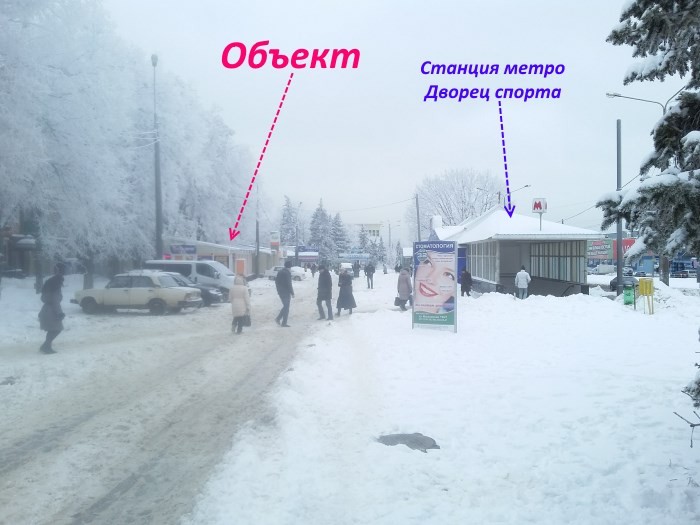 Объект
Станция метро
Дворец спорта
М
СТОМАТОЛОГИЯ